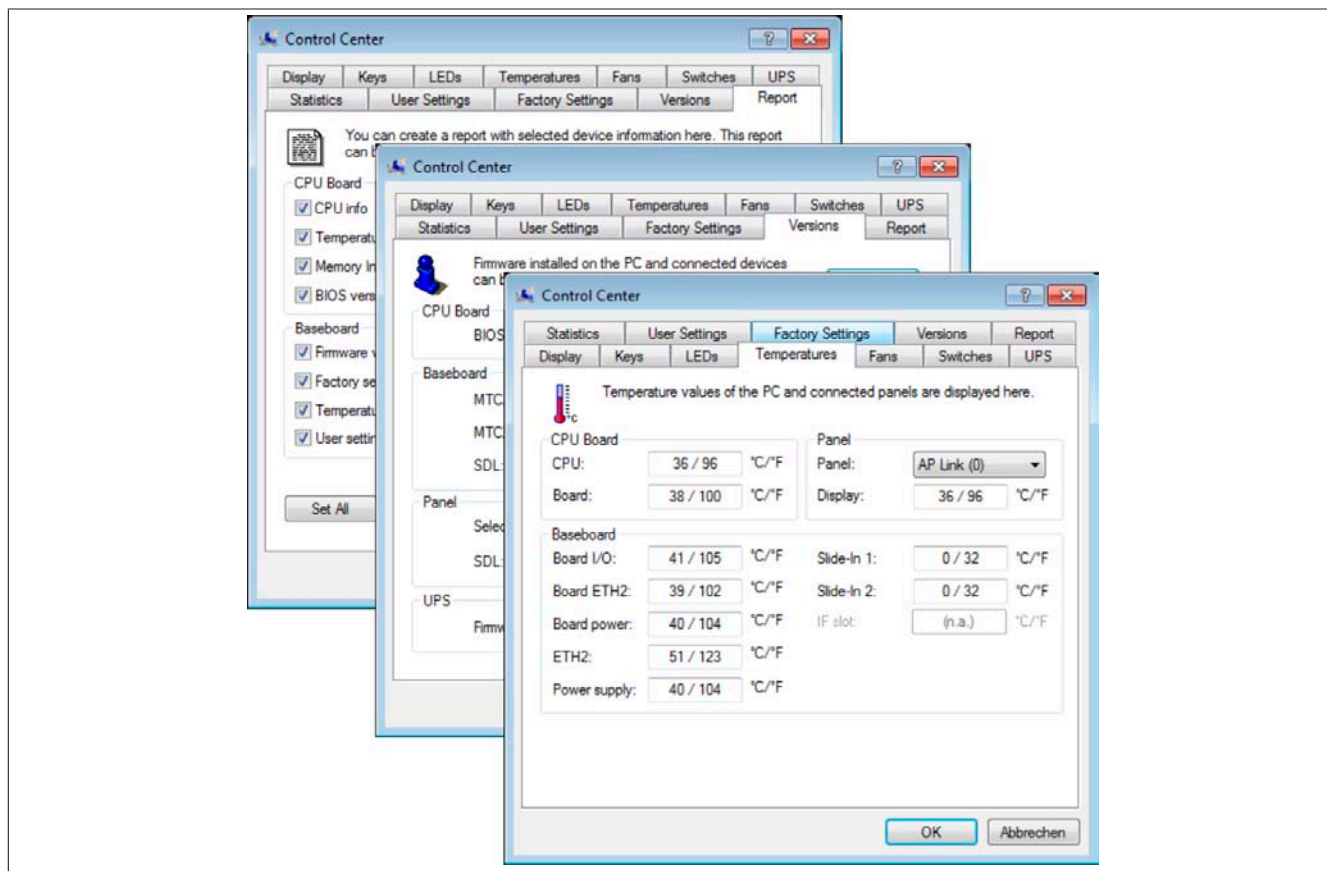 Control Center
Display Keys LEDs Temperatures Fans Switches UPS
Statistics User Settings Factory Settings Versions Report
You can create a report with selected device information here. This report
can
CPU Board
CPU info
Memory
BIOS
Baseboard
Firmware
Factory
User
Set All
Control Center
Display Keys LEDs Temperatures Fans Switches UPS
Statistics User Settings Factory Settings Versions Report
Firmware installed on the PC and connected devices
can
CPU Board
BIOS
Baseboard
MTC
MTC
SDL:
Panel
SDL:
UPS
Control Center
Statistics User Settings Factory Settings Versions Report
Display Keys LEDs Temperatures Fans Switches UPS
°C
Temperature values of the PC and connected panels are displayed here.
CPU Board
CPU: 36 / 96 °C/°F
Board: 38 / 100 °C/°F
Panel
Panel: AP Link (0)
Display: 36 / 96 °C/°F
Baseboard
Board I/O: 41 / 105 °C/°F Slide-In 1: 0 / 32 °C/°F
Board ETH2: 39 / 102 °C/°F Slide-In 2: 0 / 32 °C/°F
Board power: 40 / 104 °C/°F IF slot: (n.a.) °C/°F
ETH2: 51 / 123 °C/°F
Power supply: 40 / 104 °C/°F
OK Abbrechen